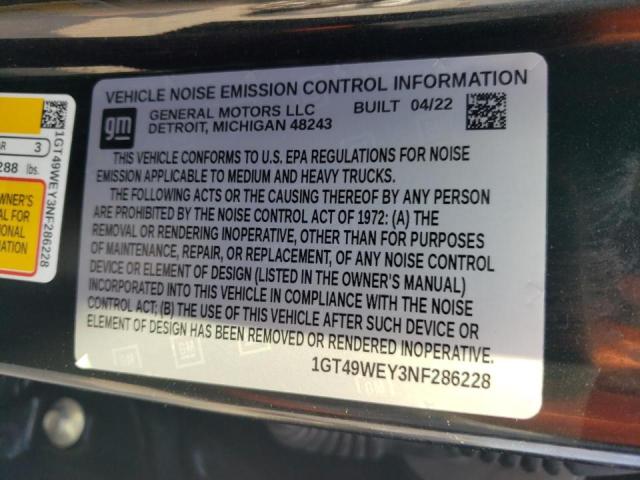 VEHICLE NOISE EMISSION CONTROL INFORMATION
gm
GENERAL MOTORS LLC BUILT 04/22
DETROIT, MICHIGAN 48243
THIS VEHICLE CONFORMS TO U.S. EPA REGULATIONS FOR NOISE
EMISSION APPLICABLE TO MEDIUM AND HEAVY TRUCKS.
THE FOLLOWING ACTS OR THE CAUSING THEREOF BY ANY PERSON
ARE PROHIBITED BY THE NOISE CONTROL ACT OF 1972: (A) THE
REMOVAL OR RENDERING INOPERATIVE, OTHER THAN FOR PURPOSES
OF MAINTENANCE, REPAIR, OR REPLACEMENT, OF ANY NOISE CONTROL
DEVICE OR ELEMENT OF DESIGN (LISTED IN THE OWNER'S MANUAL)
INCORPORATED INTO THIS VEHICLE IN COMPLIANCE WITH THE NOISE
CONTROL ACT: (B) THE USE OF THIS VEHICLE AFTER SUCH DEVICE OR
ELEMENT OF DESIGN HAS BEEN REMOVED OR RENDERED INOPERATIVE.
1GT49WEY3NF286228
OR 3
288 lbs.
OWNER'S
AL FOR
IONAL
MATION
1GT49WEY3NF286228